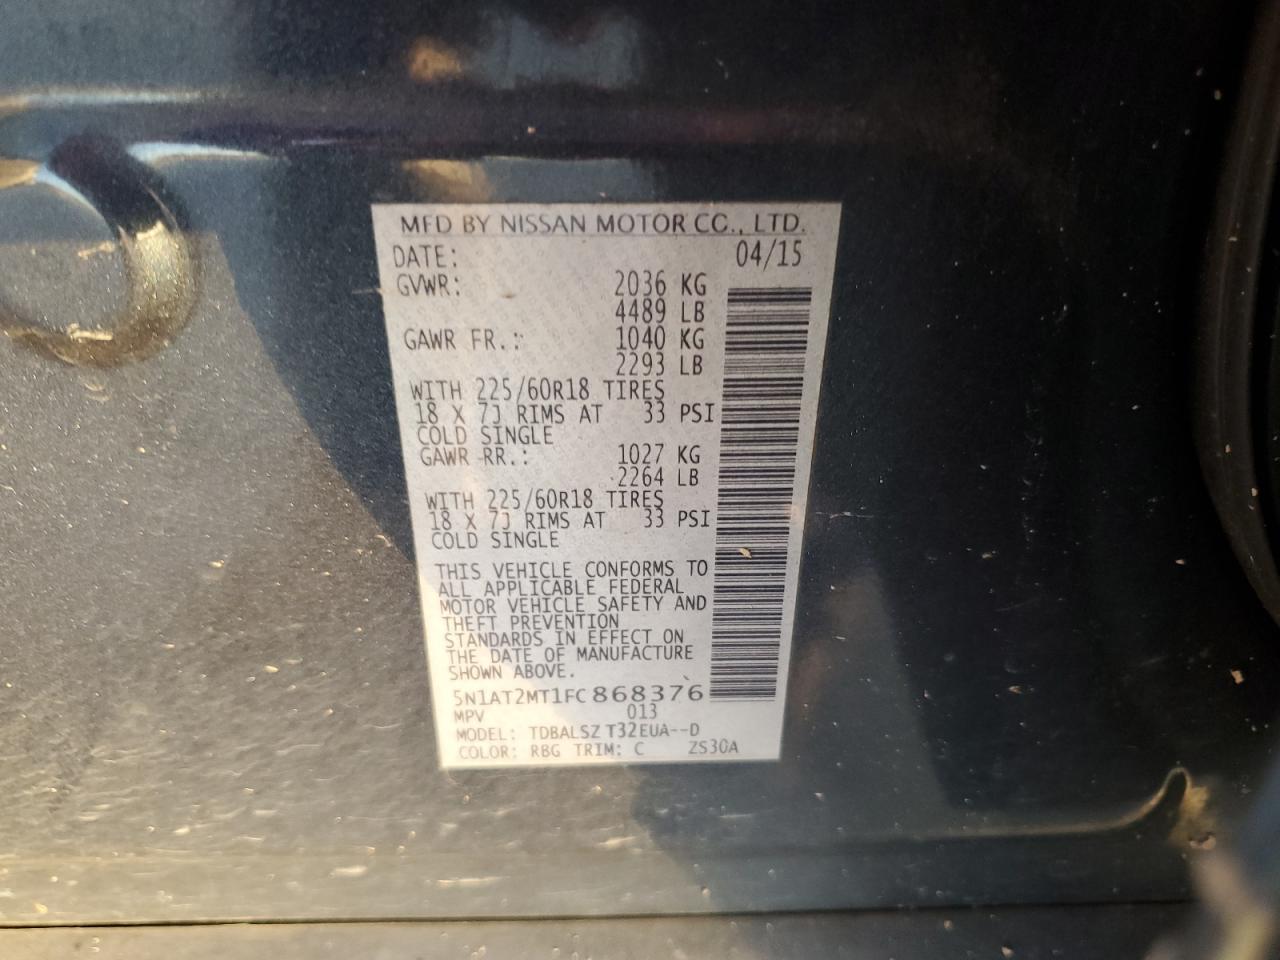 MFD BY NISSAN MOTOR CO., LTD.
DATE: 04/15
GVWR: 2036 KG
4489 LB
GAWR FR.: 1040 KG
2293 LB
WITH 225/60R18 TIRES
18 X 7J RIMS AT 33 PSI
COLD SINGLE
GAWR RR.: 1027 KG
2264 LB
WITH 225/60R18 TIRES
18 X 7J RIMS AT 33 PSI
COLD SINGLE
THIS VEHICLE CONFORMS TO
ALL APPLICABLE FEDERAL
MOTOR VEHICLE SAFETY AND
THEFT PREVENTION
STANDARDS IN EFFECT ON
THE DATE OF MANUFACTURE
SHOWN ABOVE.
5N1AT2MT1FC868376
MPV 013
MODEL: TDBALSZ T32EUA--D
COLOR: RBG TRIM: C ZS30A